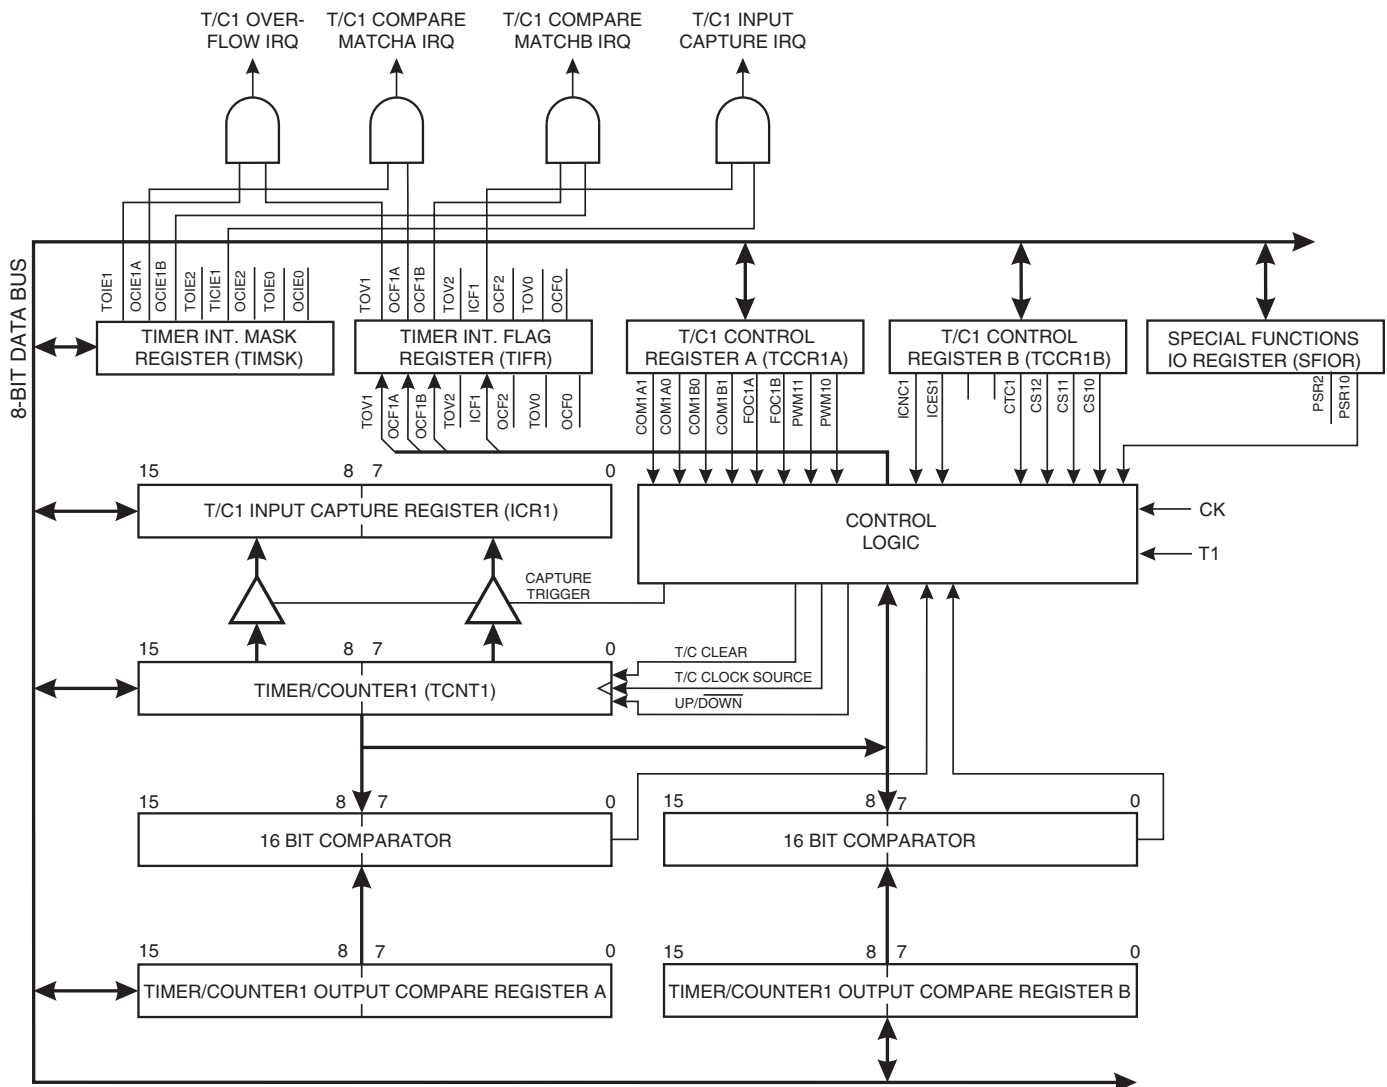 T/C1 OVER-
FLOW IRQ
T/C1 COMPARE
MATCHA IRQ
T/C1 COMPARE
MATCHB IRQ
T/C1 INPUT
CAPTURE IRQ
8-BIT DATA BUS
TOIE1
OCIE1A
OCIE1B
TOIE2
TICIE1
OCIE2
TOIE0
OCIE0
TOV1
OCF1A
OCF1B
TOV2
ICF1
OCF2
TOV0
OCF0
TIMER INT. MASK
REGISTER (TIMSK)
TIMER INT. FLAG
REGISTER (TIFR)
T/C1 CONTROL
REGISTER A (TCCR1A)
T/C1 CONTROL
REGISTER B (TCCR1B)
SPECIAL FUNCTIONS
IO REGISTER (SFIOR)
TOV1
OCF1A
OCF1B
TOV2
ICF1
OCF2
TOV0
OCF0
COM1A1
COM1A0
COM1B0
COM1B1
FOC1A
FOC1B
PWM11
PWM10
ICNC1
ICES1
CTC1
CS12
CS11
CS10
PSR2
PSR10
15 8 7 0
T/C1 INPUT CAPTURE REGISTER (ICR1)
CONTROL
LOGIC
CK
T1
CAPTURE
TRIGGER
15 8 7 0
TIMER/COUNTER1 (TCNT1)
T/C CLEAR
T/C CLOCK SOURCE
UP/DOWN
15 8 7 0
16 BIT COMPARATOR
15 8 7 0
16 BIT COMPARATOR
15 8 7 0
TIMER/COUNTER1 OUTPUT COMPARE REGISTER A
15 8 7 0
TIMER/COUNTER1 OUTPUT COMPARE REGISTER B